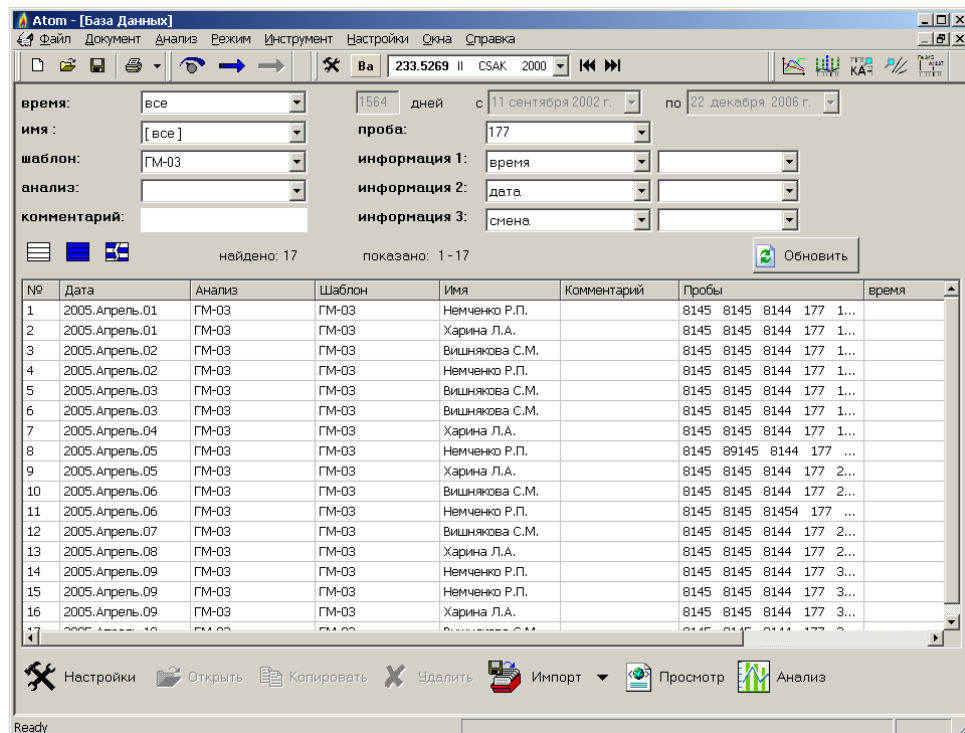 Atom - [База Данных]
Файл Документ Анализ Режим Инструмент Настройки Окна Справка
Ba 233.5269 II CSAK 2000
время: все 1564 дней с 11 сентября 2002 г. по 22 декабря 2006 г.
имя : [ все ] проба: 177
шаблон: ГМ-03 информация 1: время
анализ: информация 2: дата
комментарий: информация 3: смена
найдено: 17 показано: 1-17 Обновить
№ Дата Анализ Шаблон Имя Комментарий Пробы время
1 2005.Апрель.01 ГМ-03 ГМ-03 Немченко Р.П. 8145 8145 8144 177 1...
2 2005.Апрель.01 ГМ-03 ГМ-03 Харина Л.А. 8145 8145 8144 177 1...
3 2005.Апрель.02 ГМ-03 ГМ-03 Вишнякова С.М. 8145 8145 8144 177 1...
4 2005.Апрель.02 ГМ-03 ГМ-03 Немченко Р.П. 8145 8145 8144 177 1...
5 2005.Апрель.03 ГМ-03 ГМ-03 Вишнякова С.М. 8145 8145 8144 177 1...
6 2005.Апрель.03 ГМ-03 ГМ-03 Вишнякова С.М. 8145 8145 8144 177 1...
7 2005.Апрель.04 ГМ-03 ГМ-03 Харина Л.А. 8145 8145 8144 177 1...
8 2005.Апрель.05 ГМ-03 ГМ-03 Немченко Р.П. 8145 89145 8144 177 ...
9 2005.Апрель.05 ГМ-03 ГМ-03 Харина Л.А. 8145 8145 8144 177 2...
10 2005.Апрель.06 ГМ-03 ГМ-03 Вишнякова С.М. 8145 8145 8144 177 2...
11 2005.Апрель.06 ГМ-03 ГМ-03 Немченко Р.П. 8145 8145 81454 177 ...
12 2005.Апрель.07 ГМ-03 ГМ-03 Вишнякова С.М. 8145 8145 8144 177 2...
13 2005.Апрель.08 ГМ-03 ГМ-03 Харина Л.А. 8145 8145 8144 177 2...
14 2005.Апрель.09 ГМ-03 ГМ-03 Немченко Р.П. 8145 8145 8144 177 3...
15 2005.Апрель.09 ГМ-03 ГМ-03 Немченко Р.П. 8145 8145 8144 177 3...
16 2005.Апрель.09 ГМ-03 ГМ-03 Харина Л.А. 8145 8145 8144 177 3...
Настройки Открыть Копировать Удалить Импорт Просмотр Анализ
Ready